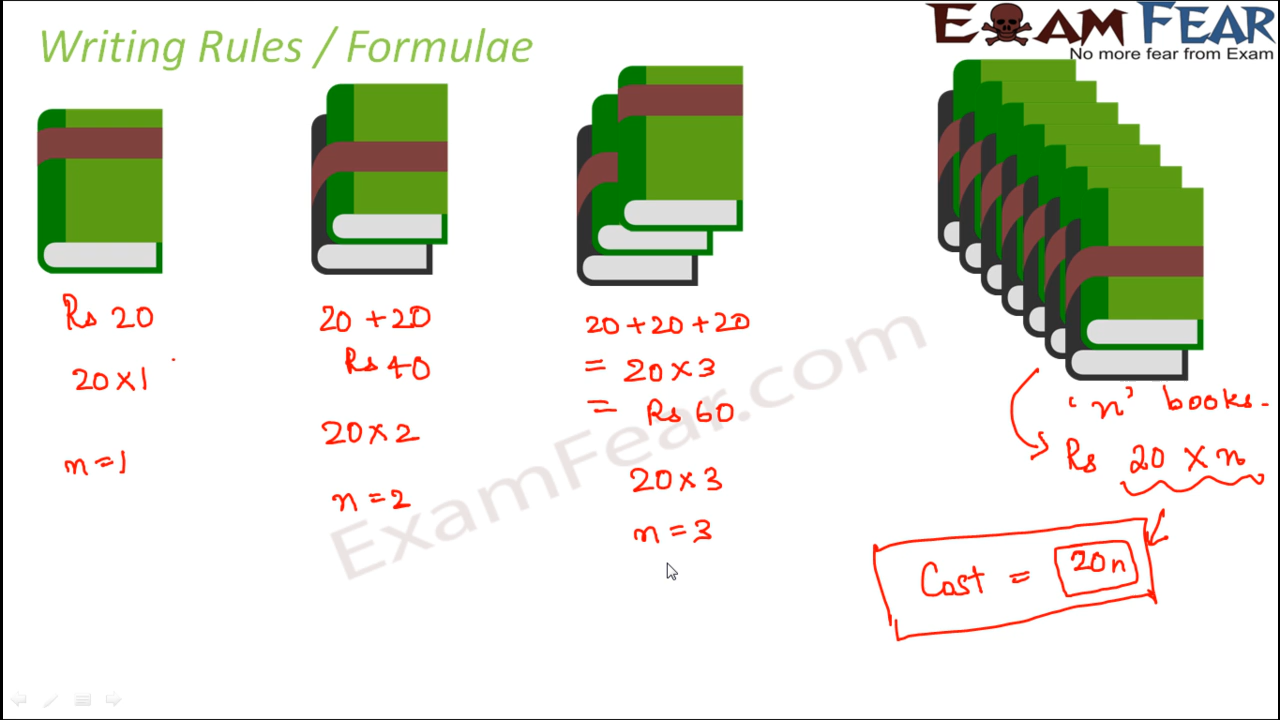 Writing Rules / Formulae
EXAM FEAR
No more fear from Exam
Rs 20
20 × 1
n = 1
20 + 20
Rs 40
20 × 2
n = 2
20 + 20 + 20
= 20 × 3
= Rs 60
20 × 3
n = 3
'n' books.
Rs 20 × n
Cost = 20n
ExamFear.com